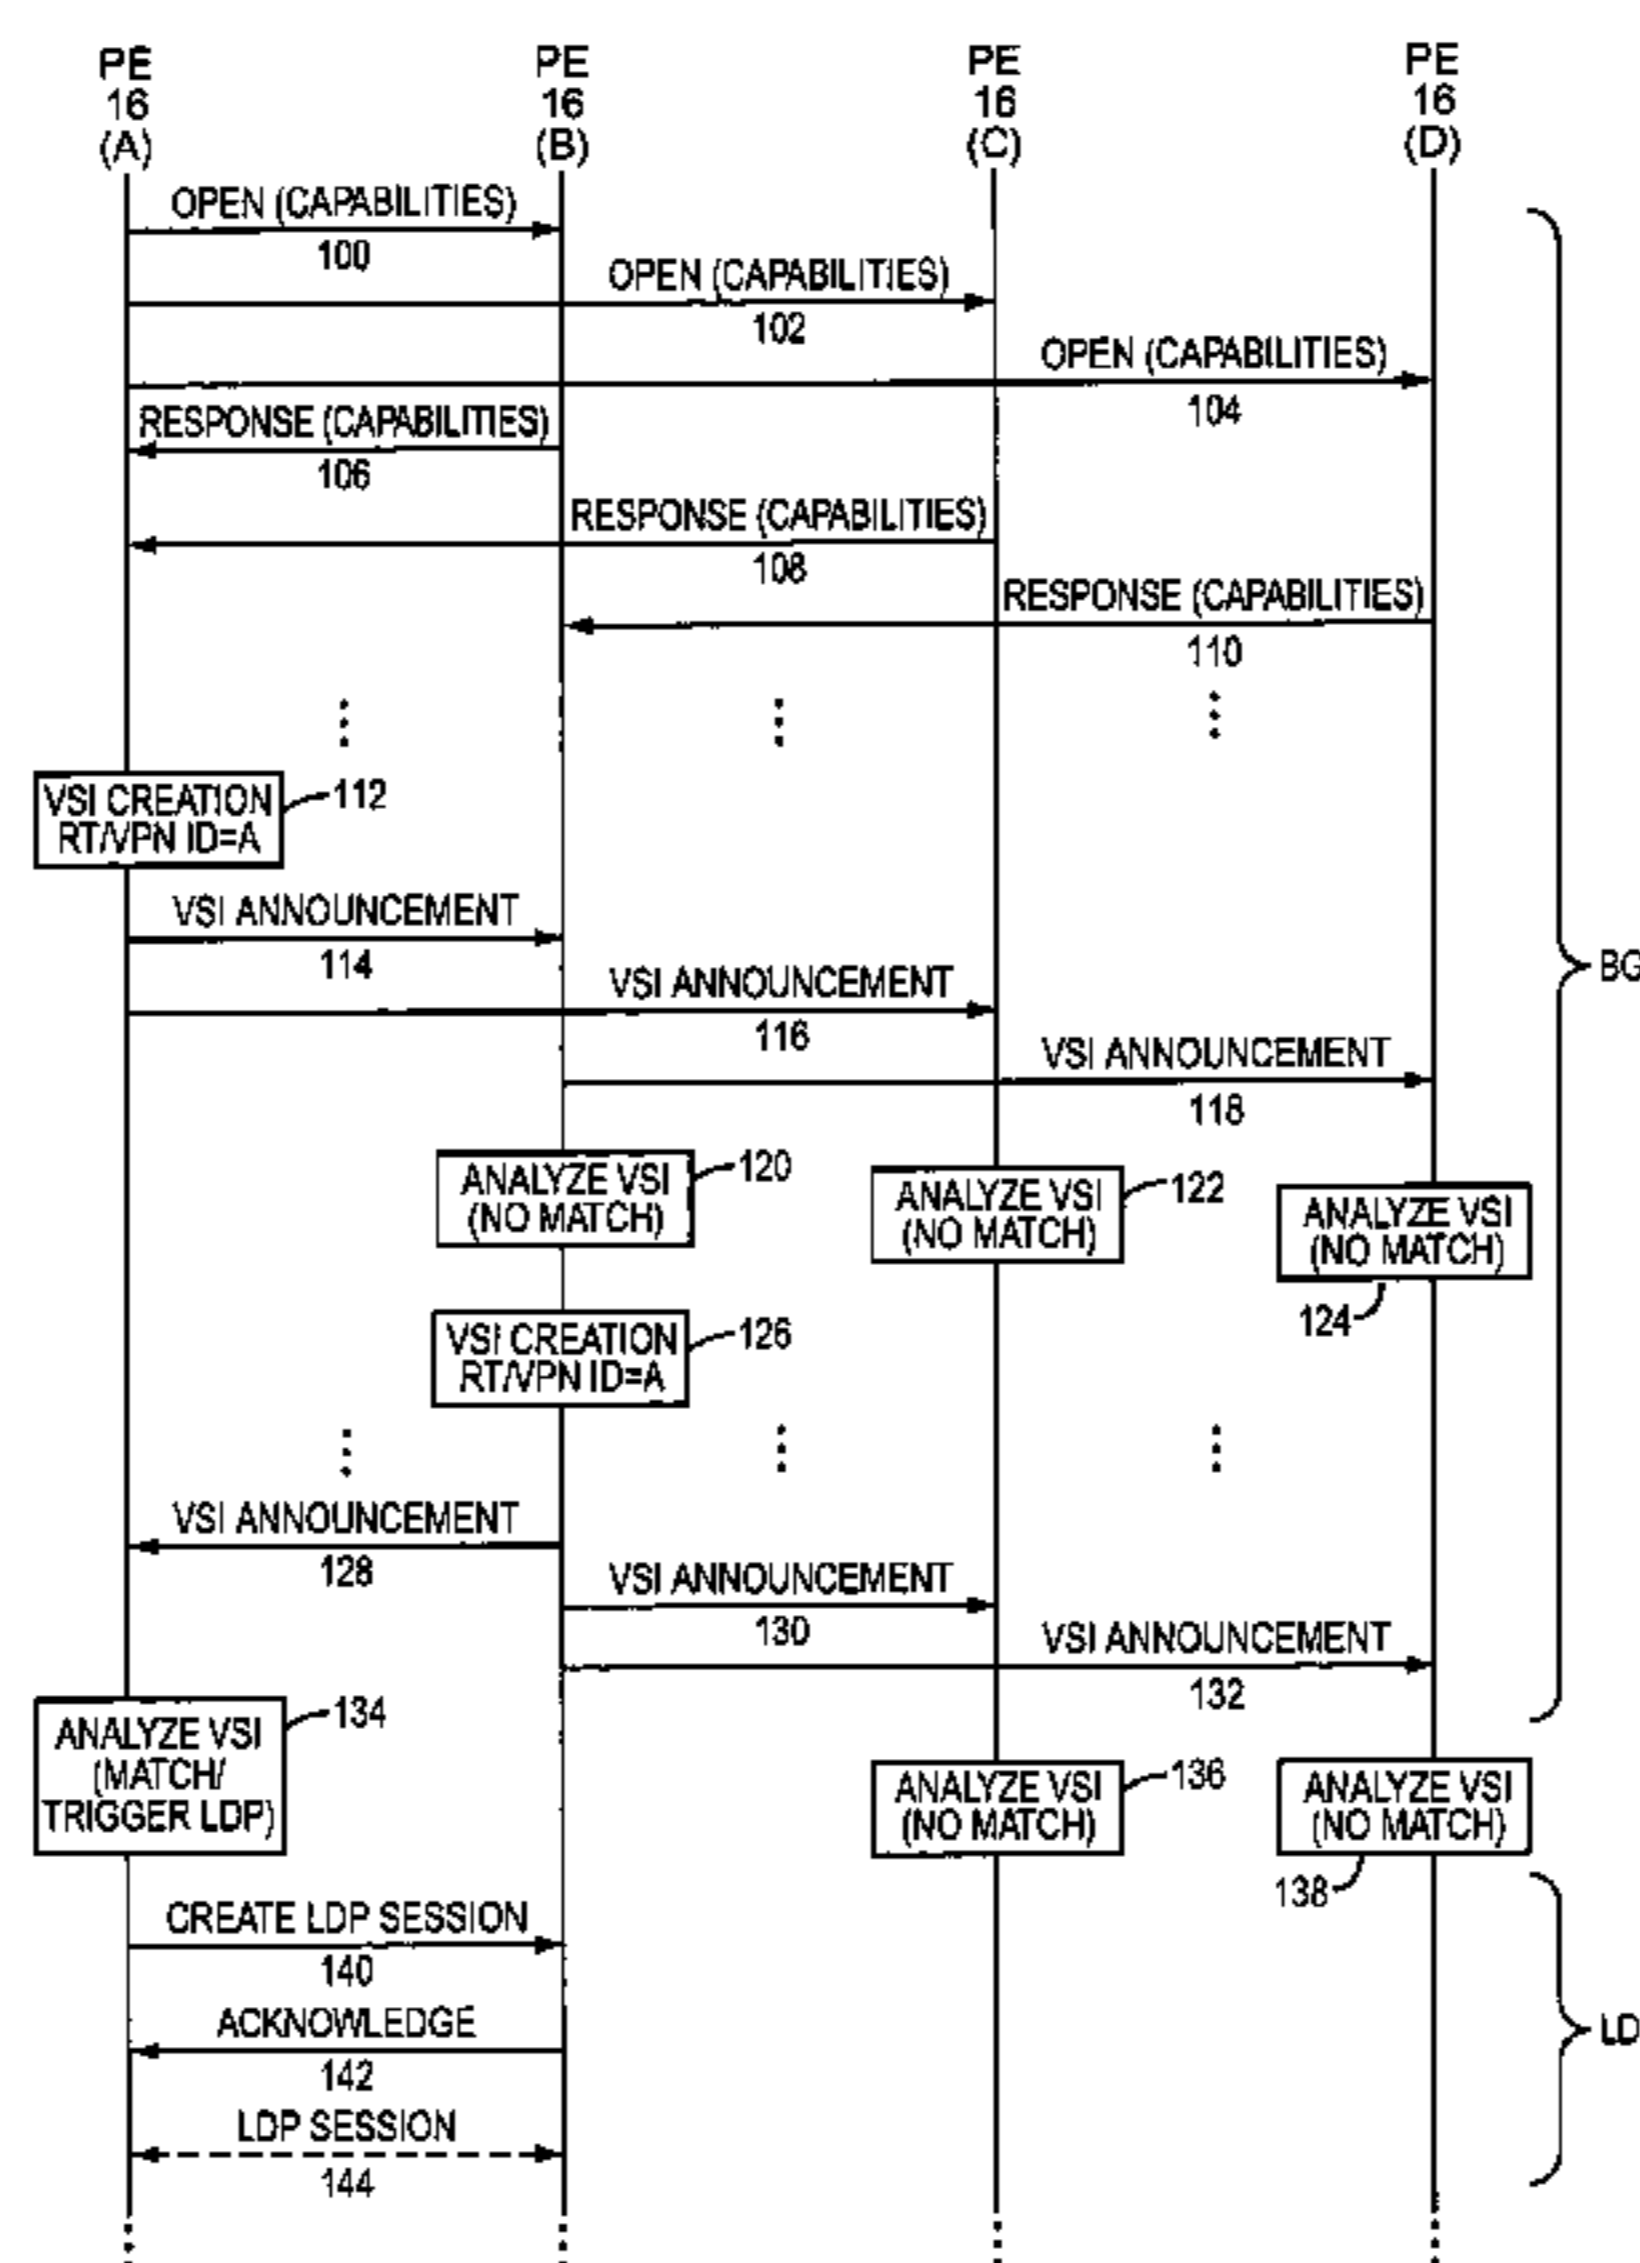 PE
16
(A)
PE
16
(B)
PE
16
(C)
PE
16
(D)
OPEN (CAPABILITIES)
100
OPEN (CAPABILITIES)
102
OPEN (CAPABILITIES)
104
RESPONSE (CAPABILITIES)
106
RESPONSE (CAPABILITIES)
108
RESPONSE (CAPABILITIES)
110
VSI CREATION
RT/VPN ID=A
112
VSI ANNOUNCEMENT
114
BG
VSI ANNOUNCEMENT
116
VSI ANNOUNCEMENT
118
ANALYZE VSI
(NO MATCH)
120
ANALYZE VSI
(NO MATCH)
122
ANALYZE VSI
(NO MATCH)
124
VSI CREATION
RT/VPN ID=A
126
VSI ANNOUNCEMENT
128
VSI ANNOUNCEMENT
130
VSI ANNOUNCEMENT
132
ANALYZE VSI
(MATCH/
TRIGGER LDP)
134
ANALYZE VSI
(NO MATCH)
136
ANALYZE VSI
(NO MATCH)
138
CREATE LDP SESSION
140
ACKNOWLEDGE
142
LD
LDP SESSION
144